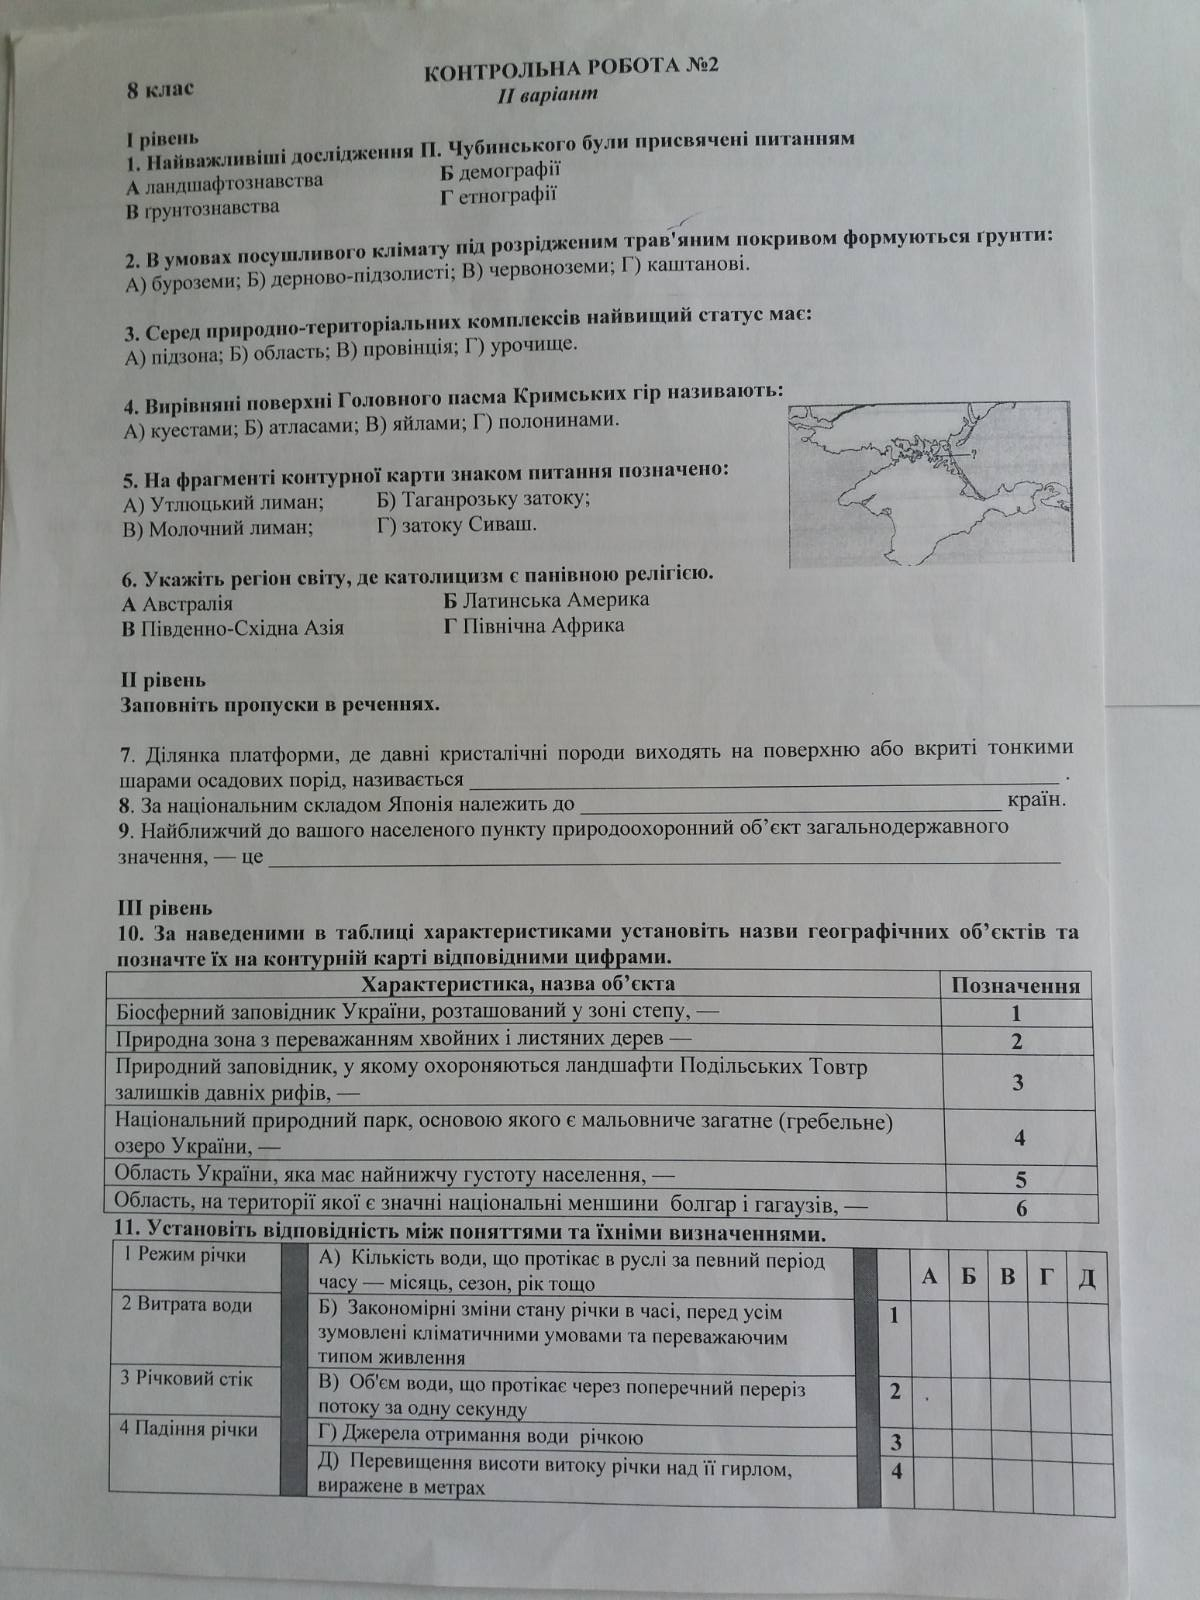 КОНТРОЛЬНА РОБОТА №2
8 клас
ІІ варіант
І рівень
1. Найважливіші дослідження П. Чубинського були присвячені питанням
А ландшафтознавства Б демографії
В ґрунтознавства Г етнографії
2. В умовах посушливого клімату під розрідженим трав'яним покривом формуються ґрунти:
А) буроземи; Б) дерново-підзолисті; В) червоноземи; Г) каштанові.
3. Серед природно-територіальних комплексів найвищий статус має:
А) підзона; Б) область; В) провінція; Г) урочище.
4. Вирівняні поверхні Головного пасма Кримських гір називають:
А) куестами; Б) атласами; В) яйлами; Г) полонинами.
?
5. На фрагменті контурної карти знаком питання позначено:
А) Утлюцький лиман; Б) Таганрозьку затоку;
В) Молочний лиман; Г) затоку Сиваш.
6. Укажіть регіон світу, де католицизм є панівною релігією.
А Австралія Б Латинська Америка
В Південно-Східна Азія Г Північна Африка
ІІ рівень
Заповніть пропуски в реченнях.
7. Ділянка платформи, де давні кристалічні породи виходять на поверхню або вкриті тонкими
шарами осадових порід, називається ____ .
8. За національним складом Японія належить до ____ країн.
9. Найближчий до вашого населеного пункту природоохоронний об’єкт загальнодержавного
значення, — це ____
ІІІ рівень
10. За наведеними в таблиці характеристиками установіть назви географічних об’єктів та
позначте їх на контурній карті відповідними цифрами.
Характеристика, назва об’єкта Позначення
Біосферний заповідник України, розташований у зоні степу, — 1
Природна зона з переважанням хвойних і листяних дерев — 2
Природний заповідник, у якому охороняються ландшафти Подільських Товтр
залишків давніх рифів, — 3
Національний природний парк, основою якого є мальовниче загатне (гребельне)
озеро України, — 4
Область України, яка має найнижчу густоту населення, — 5
Область, на території якої є значні національні меншини болгар і гагаузів, — 6
11. Установіть відповідність між поняттями та їхніми визначеннями.
1 Режим річки
2 Витрата води
3 Річковий стік
4 Падіння річки
А) Кількість води, що протікає в руслі за певний період
часу — місяць, сезон, рік тощо
Б) Закономірні зміни стану річки в часі, перед усім
зумовлені кліматичними умовами та переважаючим
типом живлення
В) Об'єм води, що протікає через поперечний переріз
потоку за одну секунду
Г) Джерела отримання води річкою
Д) Перевищення висоти витоку річки над її гирлом,
виражене в метрах
А Б В Г Д
1
2
3
4